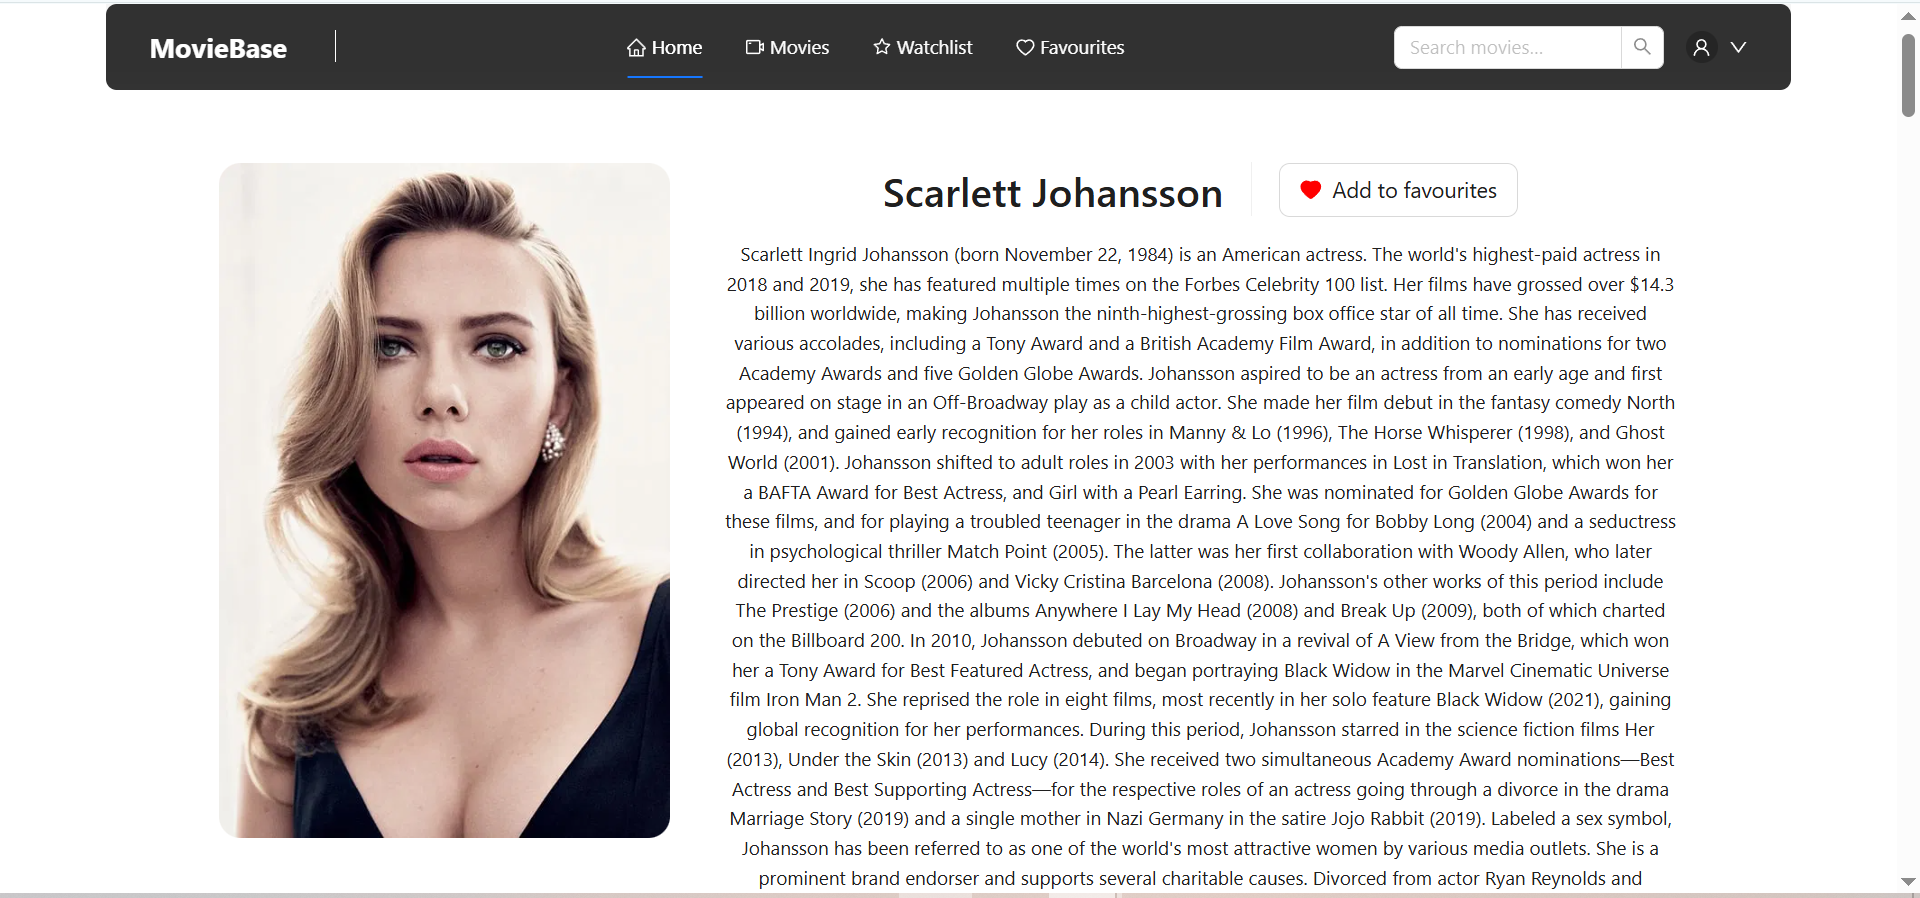 MovieBase
Home
Movies
Watchlist
Favourites
Search movies...
Scarlett Johansson
Add to favourites
Scarlett Ingrid Johansson (born November 22, 1984) is an American actress. The world's highest-paid actress in
2018 and 2019, she has featured multiple times on the Forbes Celebrity 100 list. Her films have grossed over $14.3
billion worldwide, making Johansson the ninth-highest-grossing box office star of all time. She has received
various accolades, including a Tony Award and a British Academy Film Award, in addition to nominations for two
Academy Awards and five Golden Globe Awards. Johansson aspired to be an actress from an early age and first
appeared on stage in an Off-Broadway play as a child actor. She made her film debut in the fantasy comedy North
(1994), and gained early recognition for her roles in Manny & Lo (1996), The Horse Whisperer (1998), and Ghost
World (2001). Johansson shifted to adult roles in 2003 with her performances in Lost in Translation, which won her
a BAFTA Award for Best Actress, and Girl with a Pearl Earring. She was nominated for Golden Globe Awards for
these films, and for playing a troubled teenager in the drama A Love Song for Bobby Long (2004) and a seductress
in psychological thriller Match Point (2005). The latter was her first collaboration with Woody Allen, who later
directed her in Scoop (2006) and Vicky Cristina Barcelona (2008). Johansson's other works of this period include
The Prestige (2006) and the albums Anywhere I Lay My Head (2008) and Break Up (2009), both of which charted
on the Billboard 200. In 2010, Johansson debuted on Broadway in a revival of A View from the Bridge, which won
her a Tony Award for Best Featured Actress, and began portraying Black Widow in the Marvel Cinematic Universe
film Iron Man 2. She reprised the role in eight films, most recently in her solo feature Black Widow (2021), gaining
global recognition for her performances. During this period, Johansson starred in the science fiction films Her
(2013), Under the Skin (2013) and Lucy (2014). She received two simultaneous Academy Award nominations—Best
Actress and Best Supporting Actress—for the respective roles of an actress going through a divorce in the drama
Marriage Story (2019) and a single mother in Nazi Germany in the satire Jojo Rabbit (2019). Labeled a sex symbol,
Johansson has been referred to as one of the world's most attractive women by various media outlets. She is a
prominent brand endorser and supports several charitable causes. Divorced from actor Ryan Reynolds and